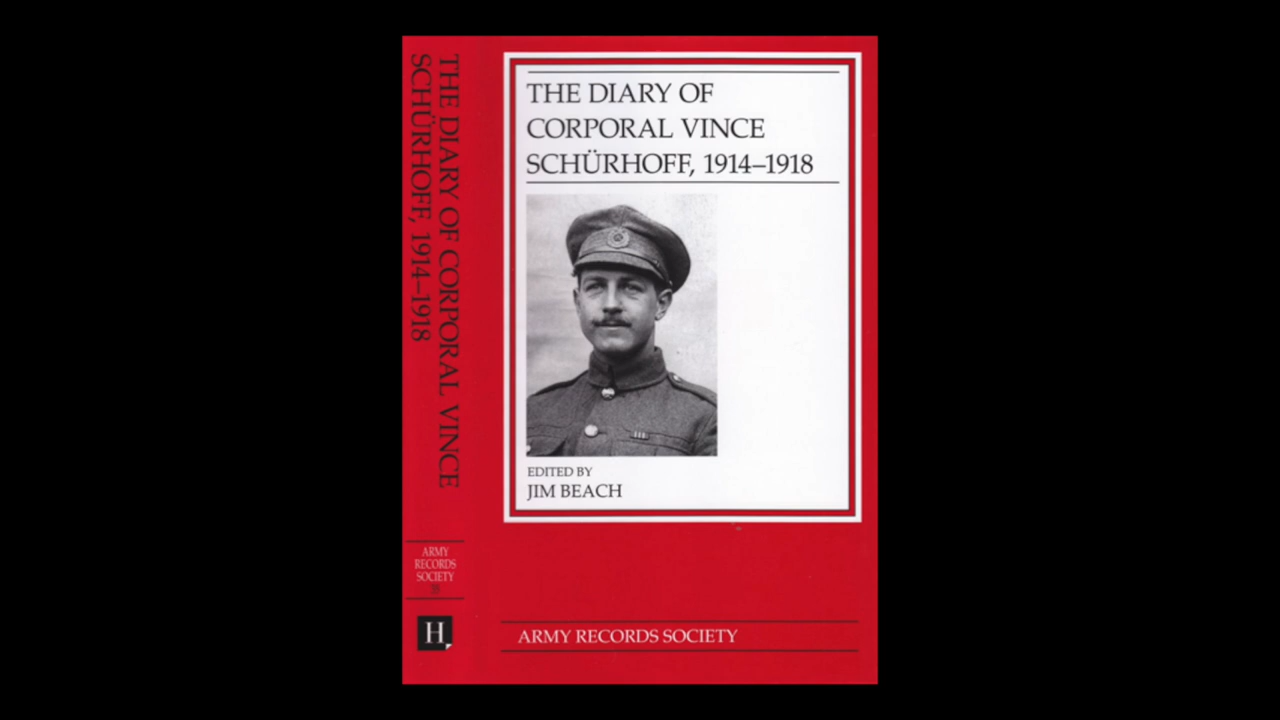 THE DIARY OF CORPORAL VINCE
SCHÜRHOFF, 1914–1918
ARMY
RECORDS
SOCIETY
H
THE DIARY OF
CORPORAL VINCE
SCHÜRHOFF, 1914–1918
EDITED BY
JIM BEACH
ARMY RECORDS SOCIETY